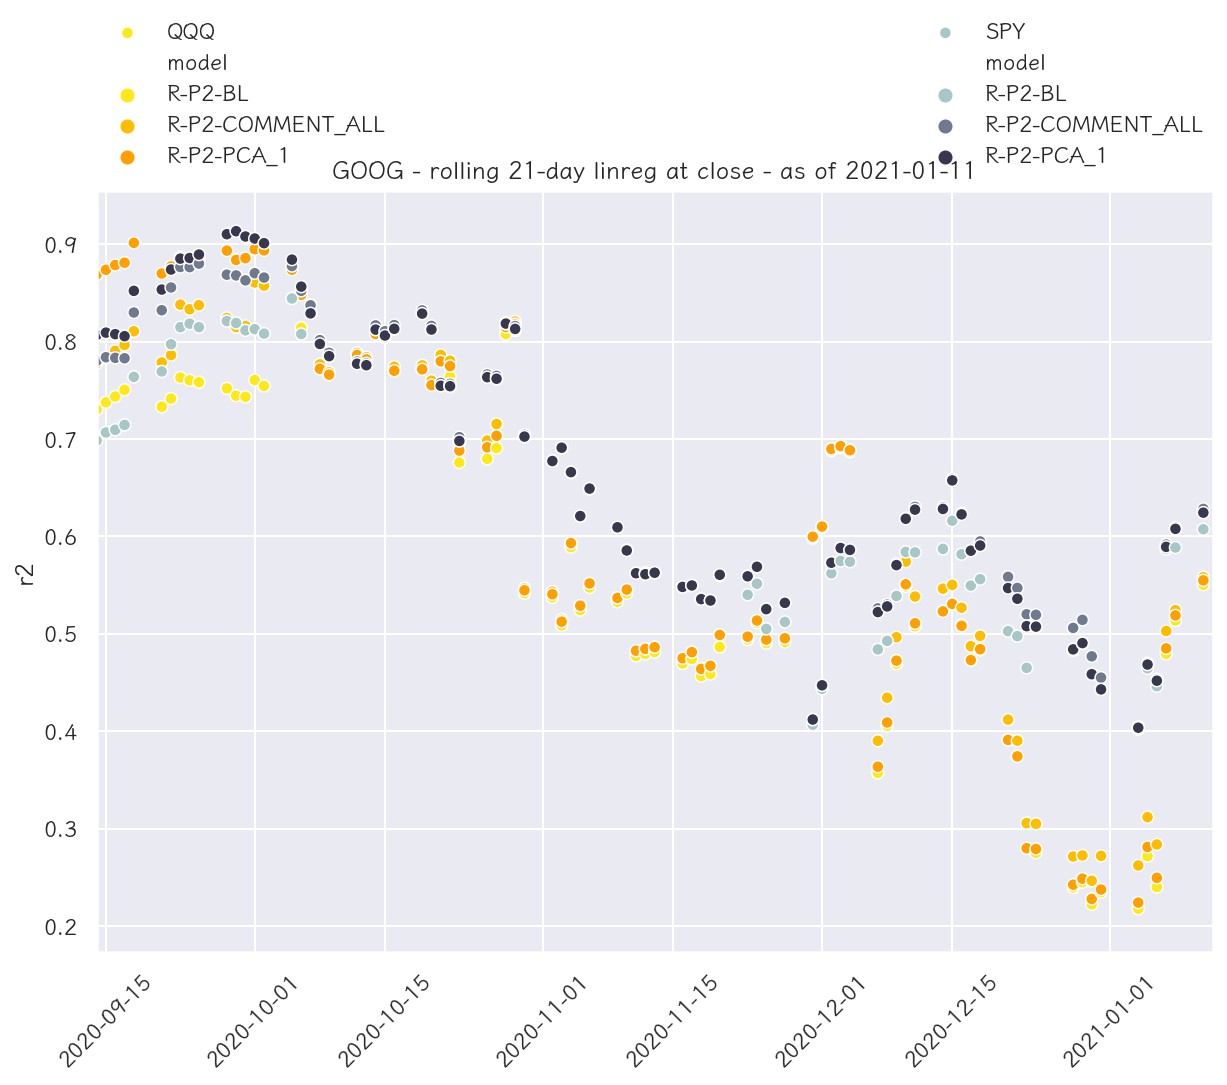 QQQ
model
R-P2-BL
R-P2-COMMENT_ALL
R-P2-PCA_1
SPY
model
R-P2-BL
R-P2-COMMENT_ALL
R-P2-PCA_1
GOOG - rolling 21-day linreg at close - as of 2021-01-11
r2
0.9
0.8
0.7
0.6
0.5
0.4
0.3
0.2
2020-09-15
2020-10-01
2020-10-15
2020-11-01
2020-11-15
2020-12-01
2020-12-15
2021-01-01